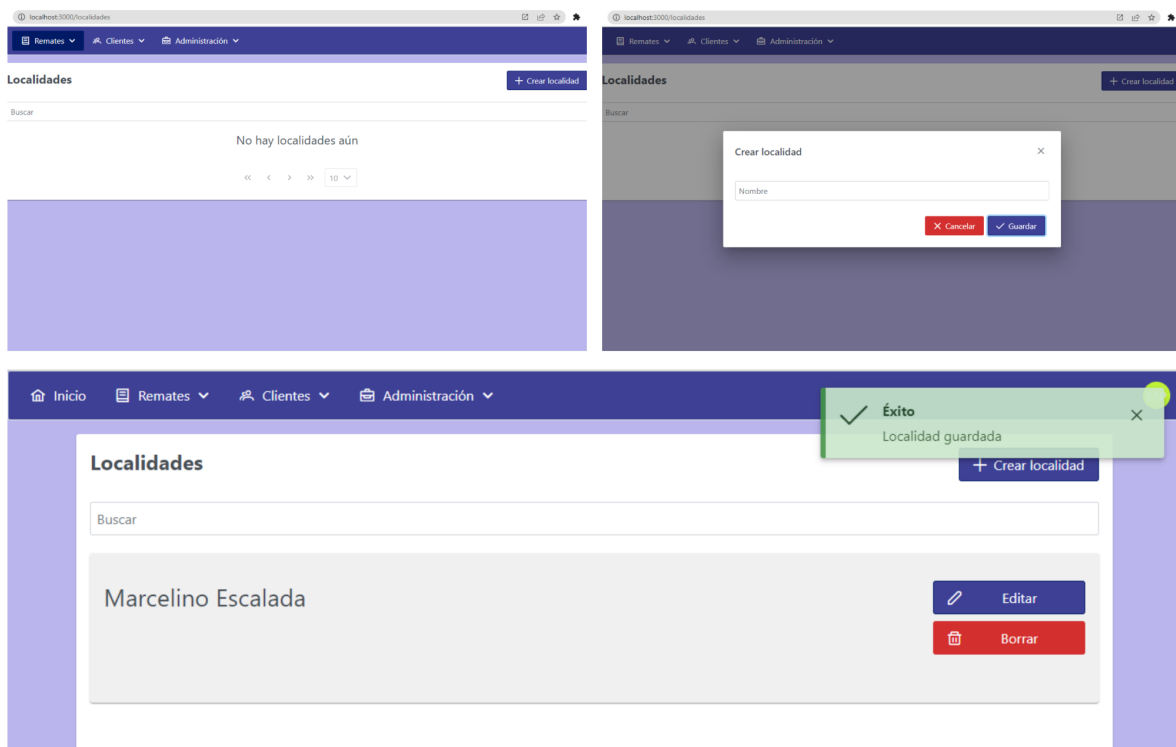 localhost:3000/localidades
Remates Clientes Administración
Localidades + Crear localidad
Buscar
No hay localidades aún
10
localhost:3000/localidades
Remates Clientes Administración
Localidades + Crear localidad
Buscar
Crear localidad
Nombre
Cancelar Guardar
Inicio Remates Clientes Administración
Éxito
Localidad guardada
Localidades + Crear localidad
Buscar
Marcelino Escalada
Editar
Borrar